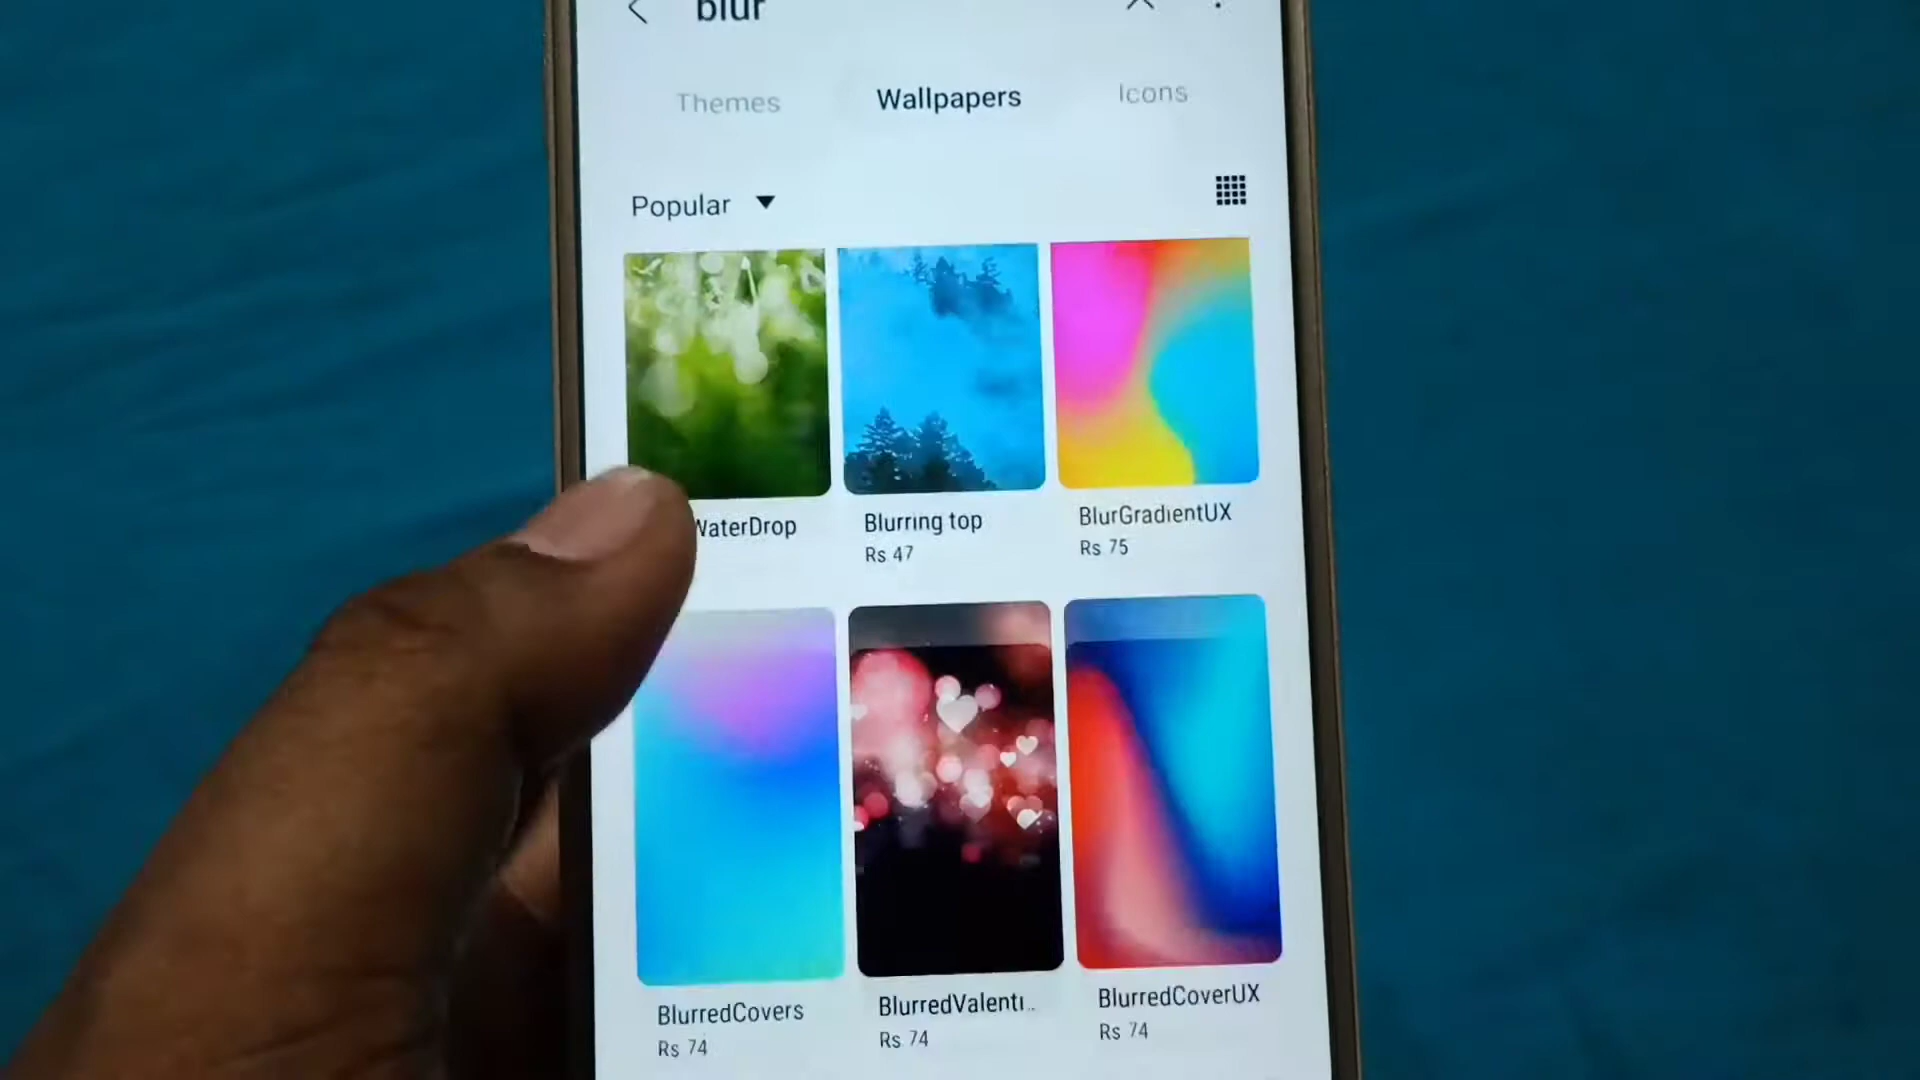 blur
Themes Wallpapers Icons
Popular
WaterDrop
Blurring top
Rs 47
BlurGradientUX
Rs 75
BlurredCovers
Rs 74
BlurredValenti..
Rs 74
BlurredCoverUX
Rs 74